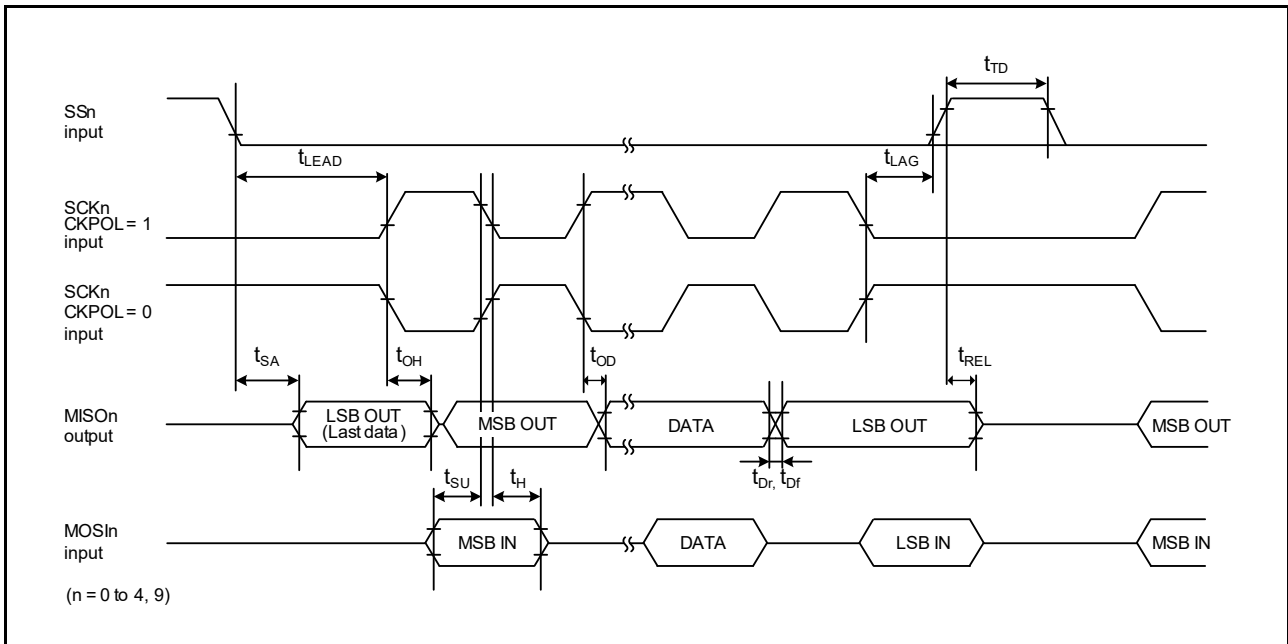 tTD
SSn
input
tLEAD
tLAG
SCKn
CKPOL = 1
input
SCKn
CKPOL = 0
input
tSA
tOH
tOD
tREL
MISOn
output
LSB OUT
(Last data)
MSB OUT
DATA
LSB OUT
MSB OUT
tSU
tH
tDr, tDf
MOSIn
input
MSB IN
DATA
LSB IN
MSB IN
(n = 0 to 4, 9)